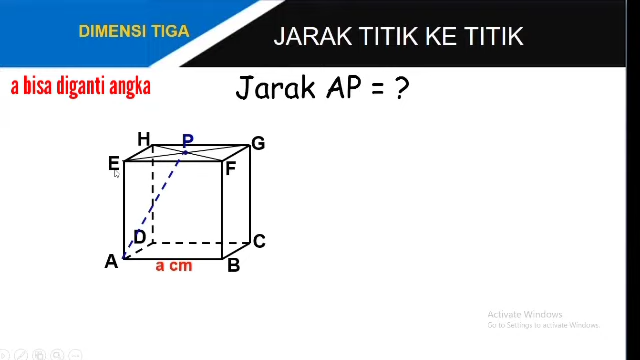 DIMENSI TIGA
JARAK TITIK KE TITIK
a bisa diganti angka
Jarak AP = ?
H P G
E F
D C
A B
a cm
Activate Windows
Go to Settings to activate Windows.